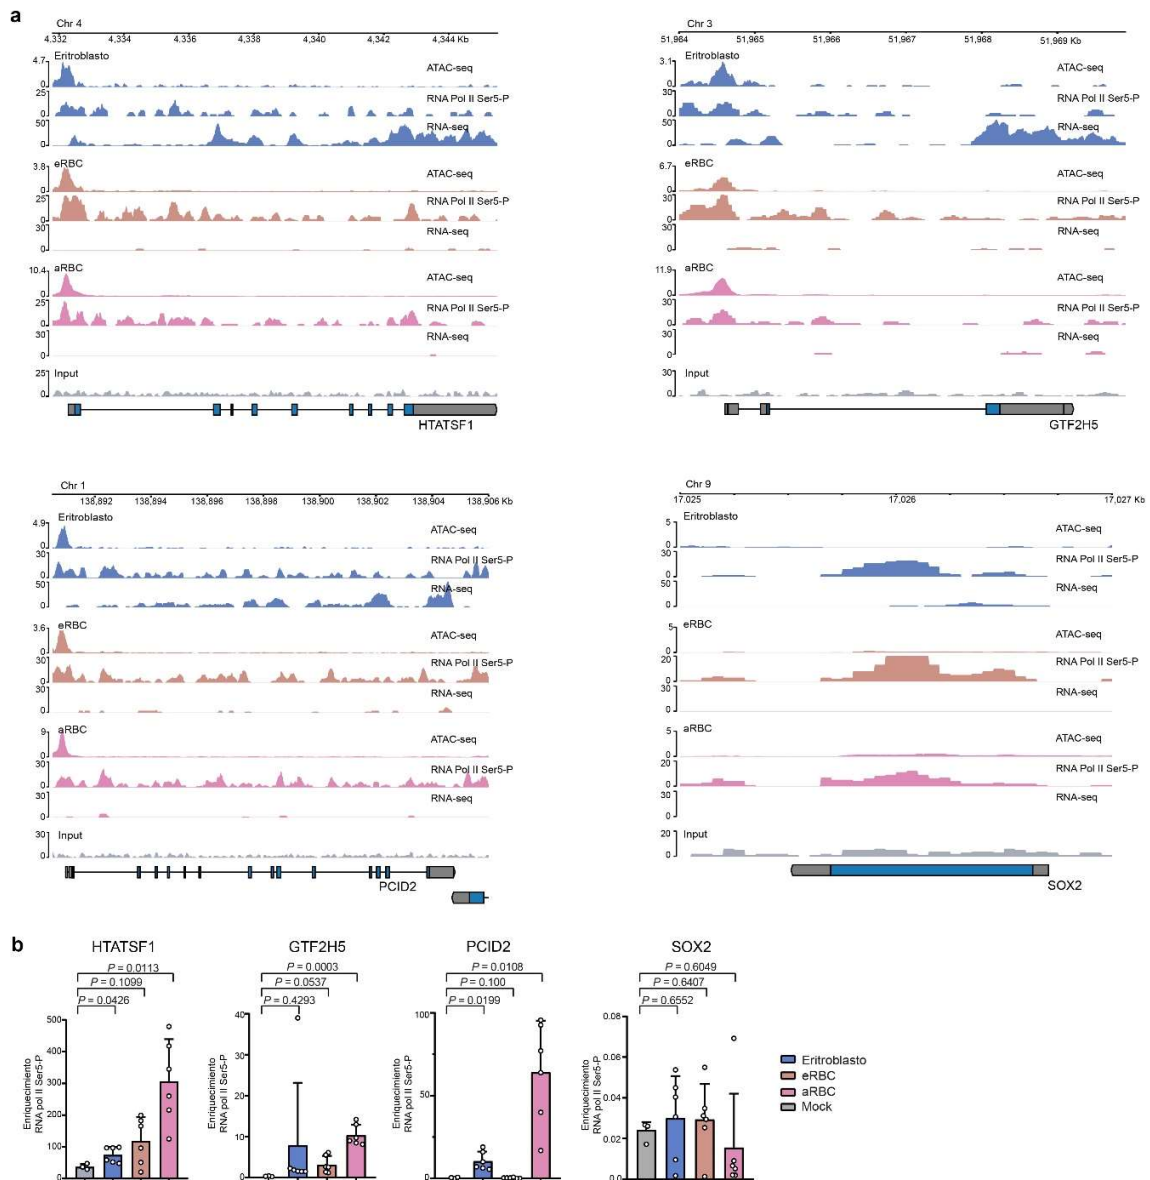 a
Chr 4
4,332 4,334 4,336 4,338 4,340 4,342 4,344 Kb
Eritroblasto
4.7
0
ATAC-seq
25
0
RNA Pol II Ser5-P
50
0
RNA-seq
eRBC
3.8
0
ATAC-seq
25
0
RNA Pol II Ser5-P
30
0
RNA-seq
aRBC
10.4
0
ATAC-seq
25
0
RNA Pol II Ser5-P
30
0
RNA-seq
Input
25
0
HTATSF1
Chr 3
51,964 51,965 51,966 51,967 51,968 51,969 Kb
Eritroblasto
3.1
0
ATAC-seq
30
0
RNA Pol II Ser5-P
50
0
RNA-seq
eRBC
6.7
0
ATAC-seq
30
0
RNA Pol II Ser5-P
30
0
RNA-seq
aRBC
11.9
0
ATAC-seq
30
0
RNA Pol II Ser5-P
30
0
RNA-seq
Input
30
0
GTF2H5
Chr 1
138,892 138,894 138,896 138,898 138,900 138,902 138,904 138,906 Kb
Eritroblasto
4.9
0
ATAC-seq
30
0
RNA Pol II Ser5-P
50
0
RNA-seq
eRBC
3.6
0
ATAC-seq
30
0
RNA Pol II Ser5-P
30
0
RNA-seq
aRBC
9
0
ATAC-seq
30
0
RNA Pol II Ser5-P
30
0
RNA-seq
Input
30
0
PCID2
Chr 9
17,025 17,026 17,027 Kb
Eritroblasto
5
0
ATAC-seq
30
0
RNA Pol II Ser5-P
50
0
RNA-seq
eRBC
5
0
ATAC-seq
20
0
RNA Pol II Ser5-P
30
0
RNA-seq
aRBC
5
0
ATAC-seq
20
0
RNA Pol II Ser5-P
30
0
RNA-seq
Input
20
0
SOX2
b
HTATSF1
P = 0.0113
P = 0.1099
P = 0.0426
Enriquecimiento
RNA pol II Ser5-P
500
400
300
200
100
0
GTF2H5
P = 0.0003
P = 0.0537
P = 0.4293
Enriquecimiento
RNA pol II Ser5-P
40
30
20
10
0
PCID2
P = 0.0108
P = 0.100
P = 0.0199
Enriquecimiento
RNA pol II Ser5-P
100
50
0
SOX2
P = 0.6049
P = 0.6407
P = 0.6552
Enriquecimiento
RNA pol II Ser5-P
0.08
0.06
0.04
0.02
0.0
Eritroblasto
eRBC
aRBC
Mock